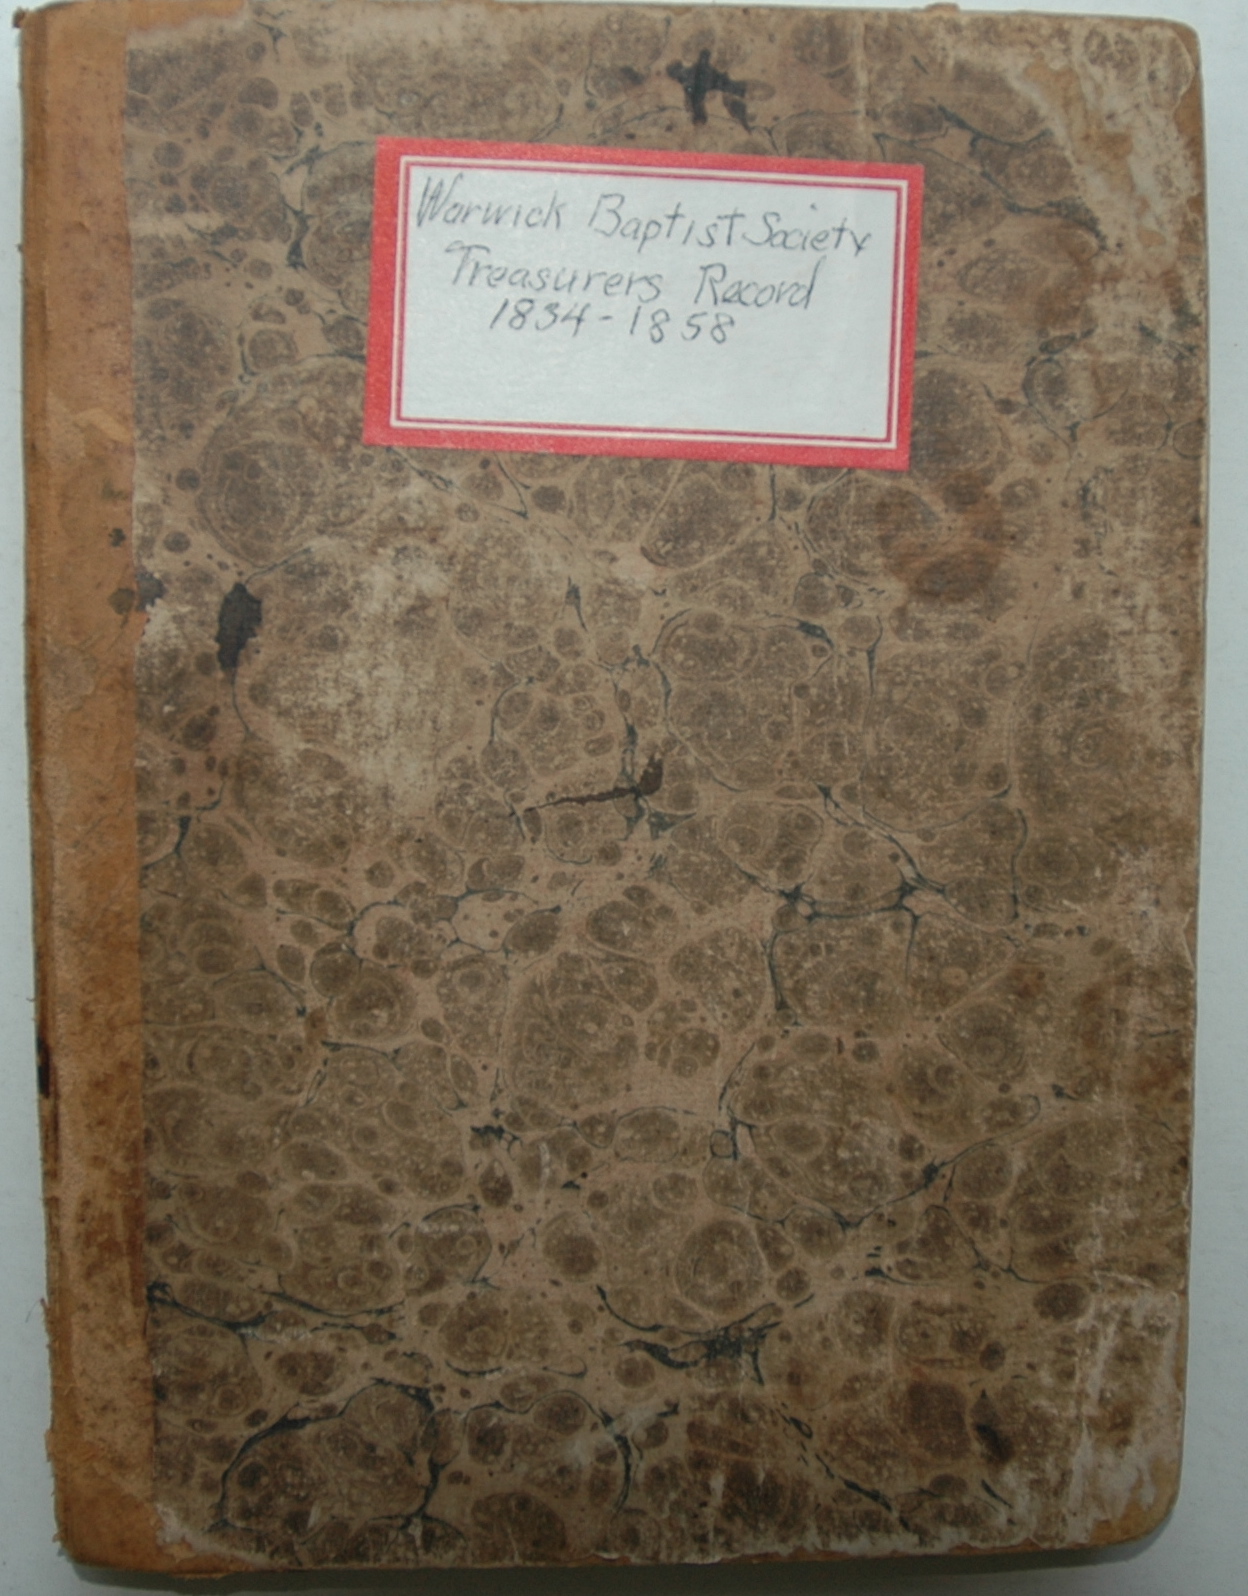 Warwick Baptist Society
Treasurers Record
1834-1858